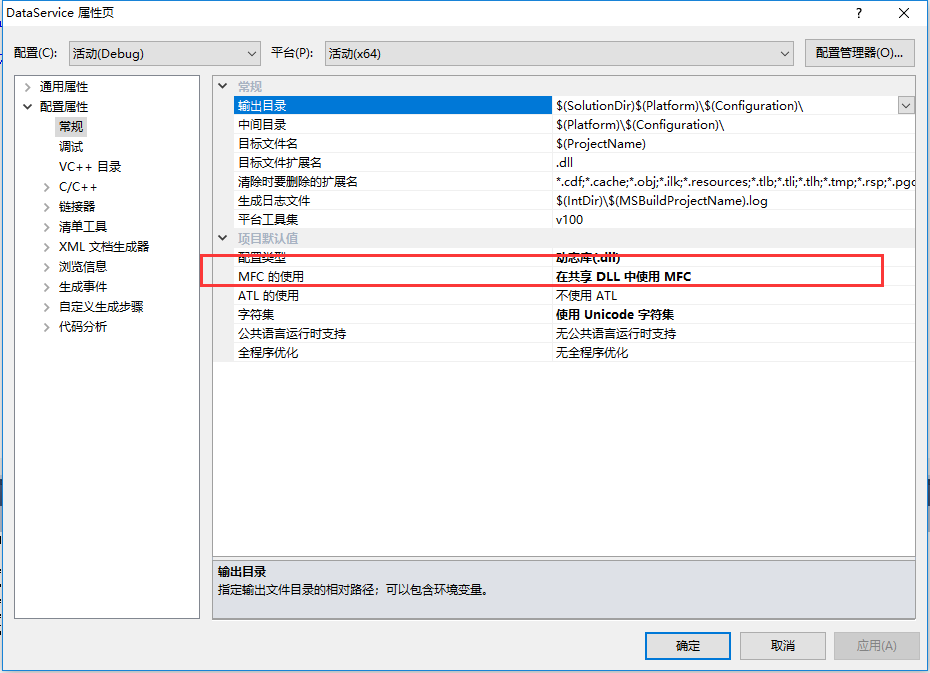 DataService 属性页
配置(C): 活动(Debug) 平台(P): 活动(x64) 配置管理器(O)...
通用属性
配置属性
常规
调试
VC++ 目录
C/C++
链接器
清单工具
XML 文档生成器
浏览信息
生成事件
自定义生成步骤
代码分析
常规
输出目录 $(SolutionDir)$(Platform)\$(Configuration)\
中间目录 $(Platform)\$(Configuration)\
目标文件名 $(ProjectName)
目标文件扩展名 .dll
清除时要删除的扩展名 *.cdf;*.cache;*.obj;*.ilk;*.resources;*.tlb;*.tli;*.tlh;*.tmp;*.rsp;*.pgc
生成日志文件 $(IntDir)\$(MSBuildProjectName).log
平台工具集 v100
项目默认值
配置类型 动态库(.dll)
MFC 的使用 在共享 DLL 中使用 MFC
ATL 的使用 不使用 ATL
字符集 使用 Unicode 字符集
公共语言运行时支持 无公共语言运行时支持
全程序优化 无全程序优化
输出目录
指定输出文件目录的相对路径；可以包含环境变量。
确定 取消 应用(A)